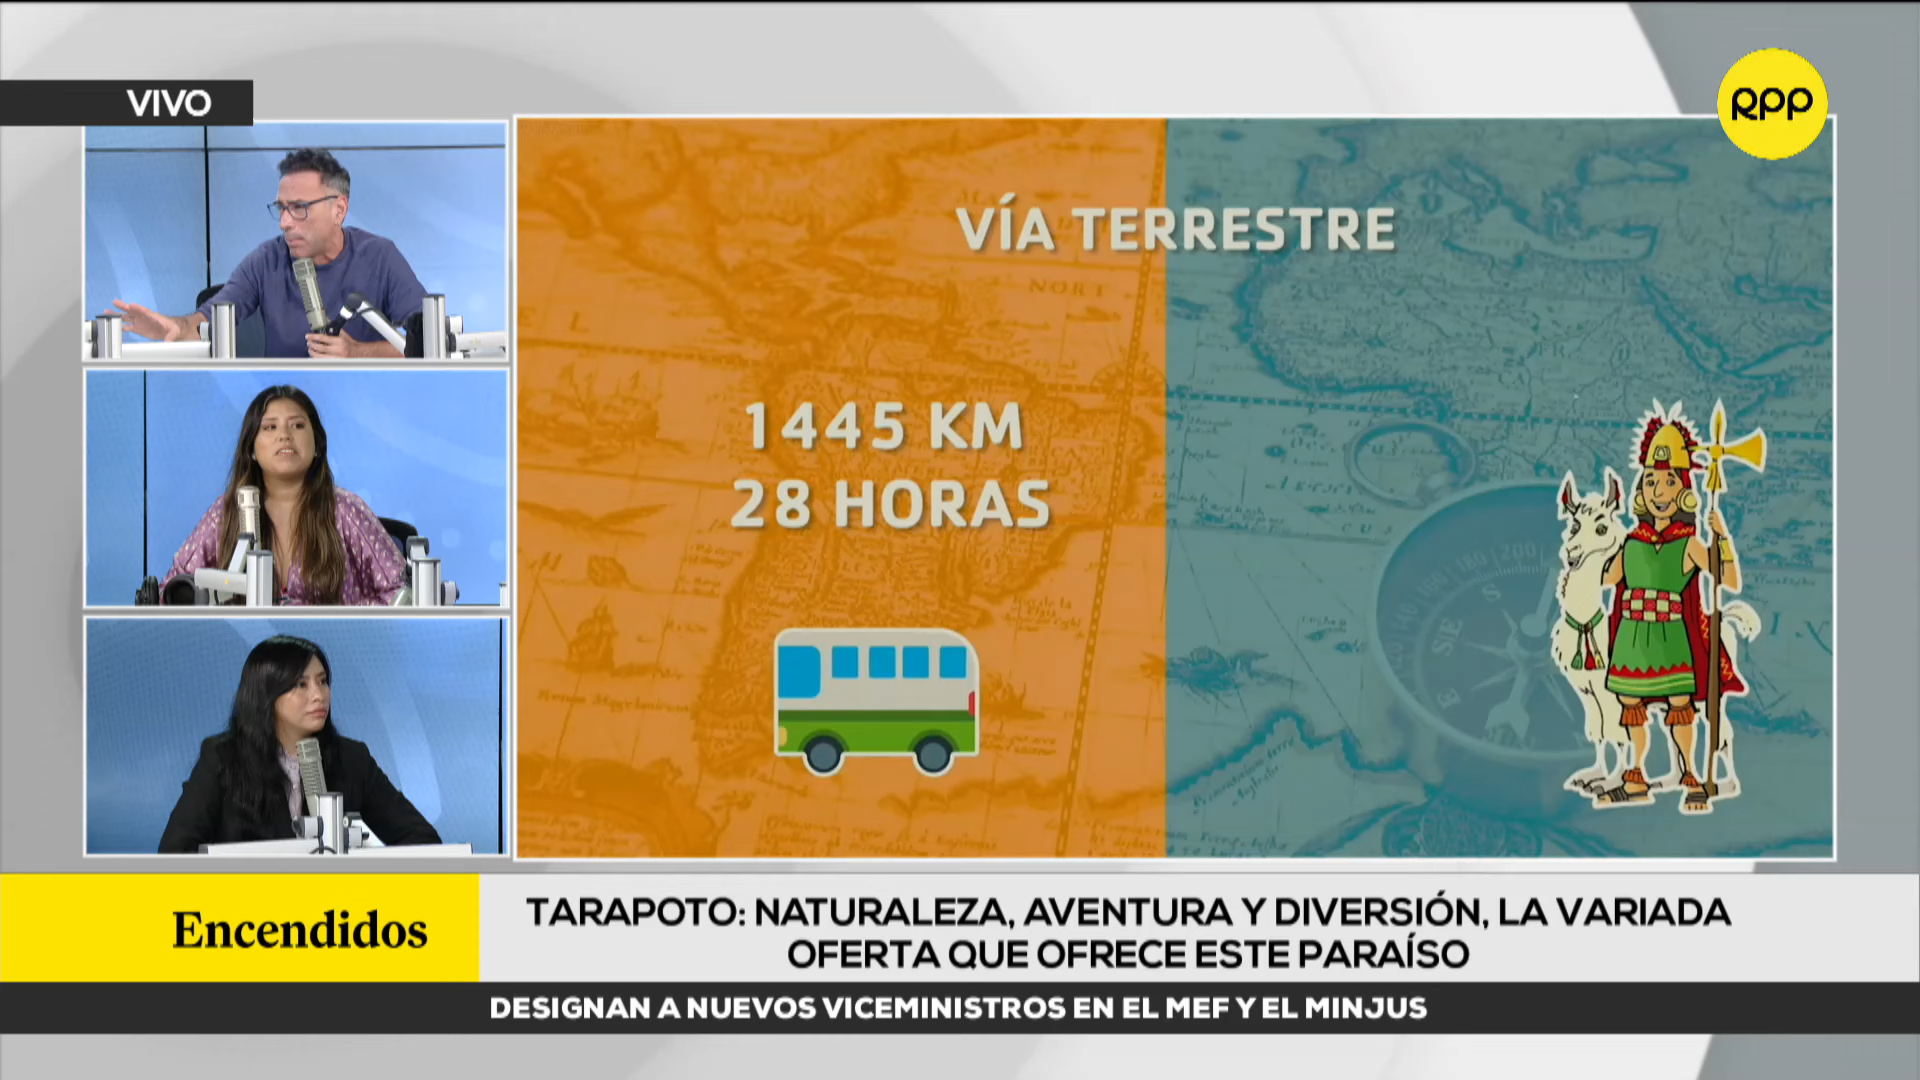 VIVO
RPP
VÍA TERRESTRE
NORT
1445 KM
28 HORAS
Encendidos
TARAPOTO: NATURALEZA, AVENTURA Y DIVERSIÓN, LA VARIADA
OFERTA QUE OFRECE ESTE PARAÍSO
DESIGNAN A NUEVOS VICEMINISTROS EN EL MEF Y EL MINJUS